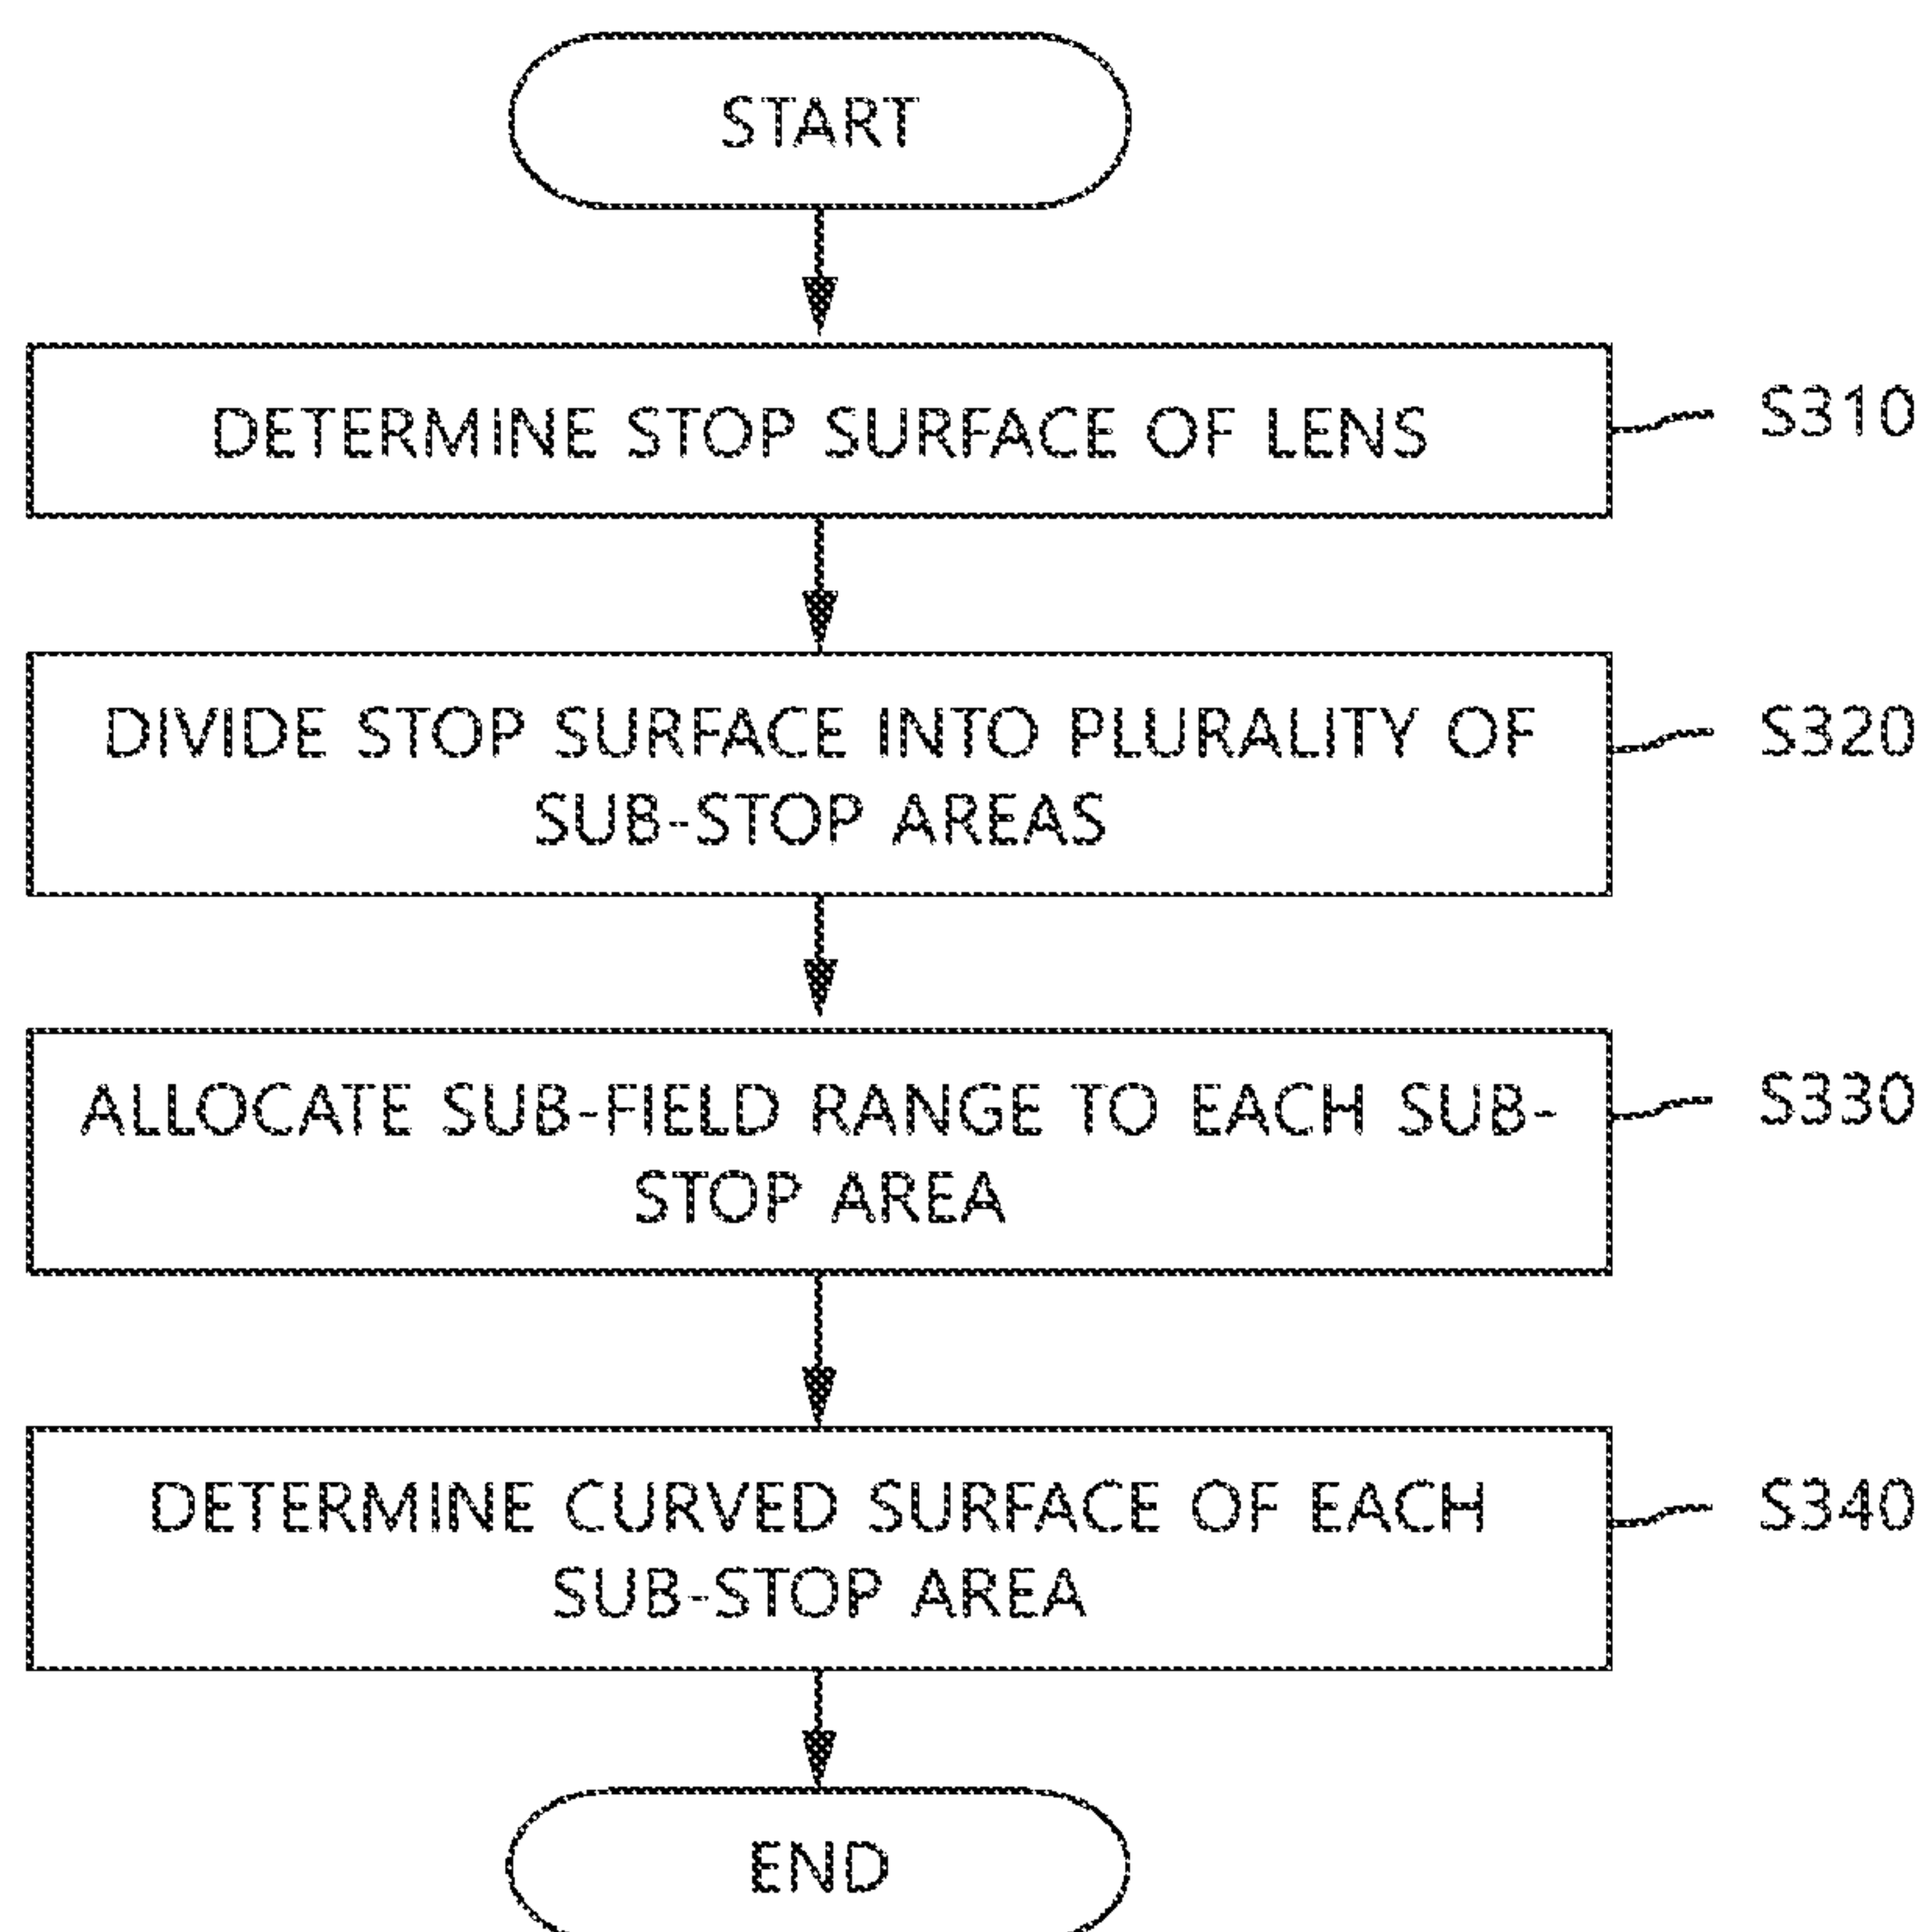 START
DETERMINE STOP SURFACE OF LENS
S310
DIVIDE STOP SURFACE INTO PLURALITY OF
SUB-STOP AREAS
S320
ALLOCATE SUB-FIELD RANGE TO EACH SUB-
STOP AREA
S330
DETERMINE CURVED SURFACE OF EACH
SUB-STOP AREA
S340
END